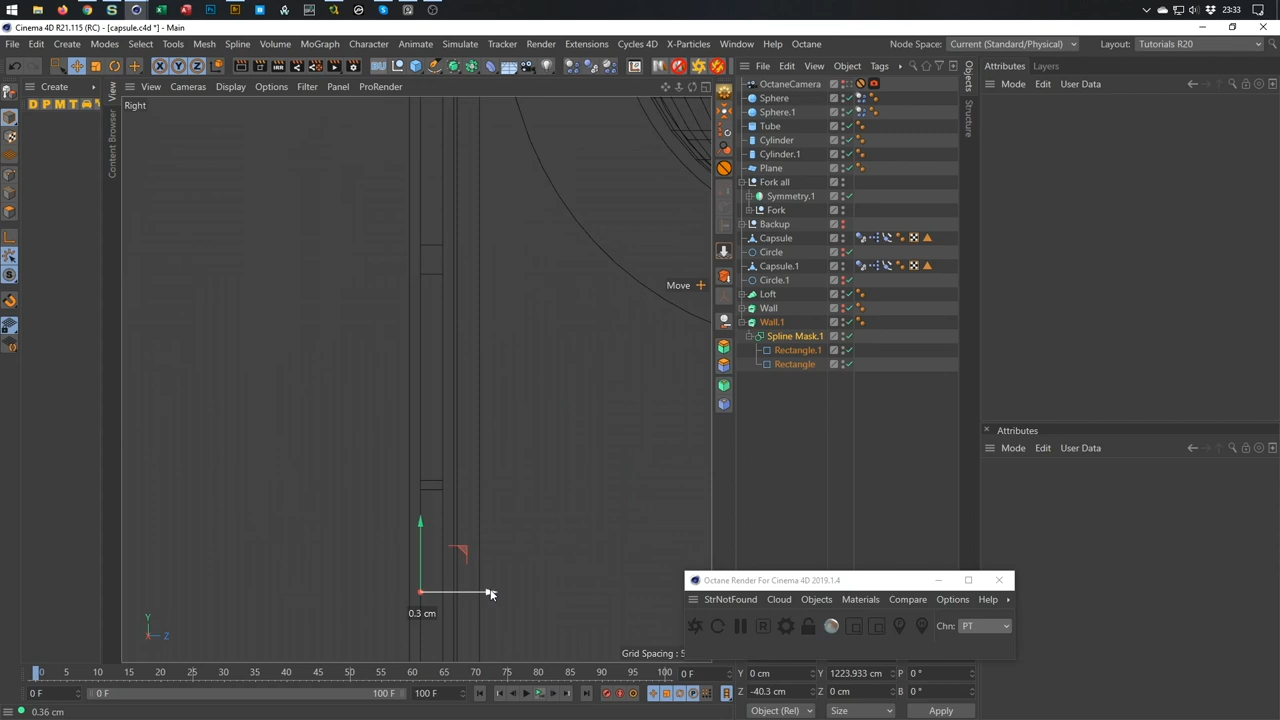 23:33
Cinema 4D R21.115 (RC) - [capsule.c4d *] - Main
File Edit Create Modes Select Tools Mesh Spline Volume MoGraph Character Animate Simulate Tracker Render Extensions Cycles 4D X-Particles Window Help Octane
Node Space: Current (Standard/Physical) Layout: Tutorials R20
X Y Z
BU IRR
File Edit View Object Tags
Attributes Layers
Create View Cameras Display Options Filter Panel ProRender
Mode Edit User Data
D P M T
View
Content Browser
Objects
Structure
Right
OctaneCamera
Sphere
Sphere.1
Tube
Cylinder
Cylinder.1
Plane
Fork all
Symmetry.1
Fork
Backup
Capsule
Circle
Capsule.1
Circle.1
Loft
Wall
Wall.1
Spline Mask.1
Rectangle.1
Rectangle
Move
Attributes
Mode Edit User Data
0.3 cm
Y
X Z
Grid Spacing : 5
Octane Render For Cinema 4D 2019.1.4
StrNotFound Cloud Objects Materials Compare Options Help
R Chn: PT
0 5 10 15 20 25 30 35 40 45 50 55 60 65 70 75 80 85 90 95 100 0 F
0 F 0 F 100 F 100 F
P
Y 0 cm Y 1223.933 cm P 0 °
Z -40.3 cm Z 0 cm B 0 °
Object (Rel) Size Apply
0.36 cm